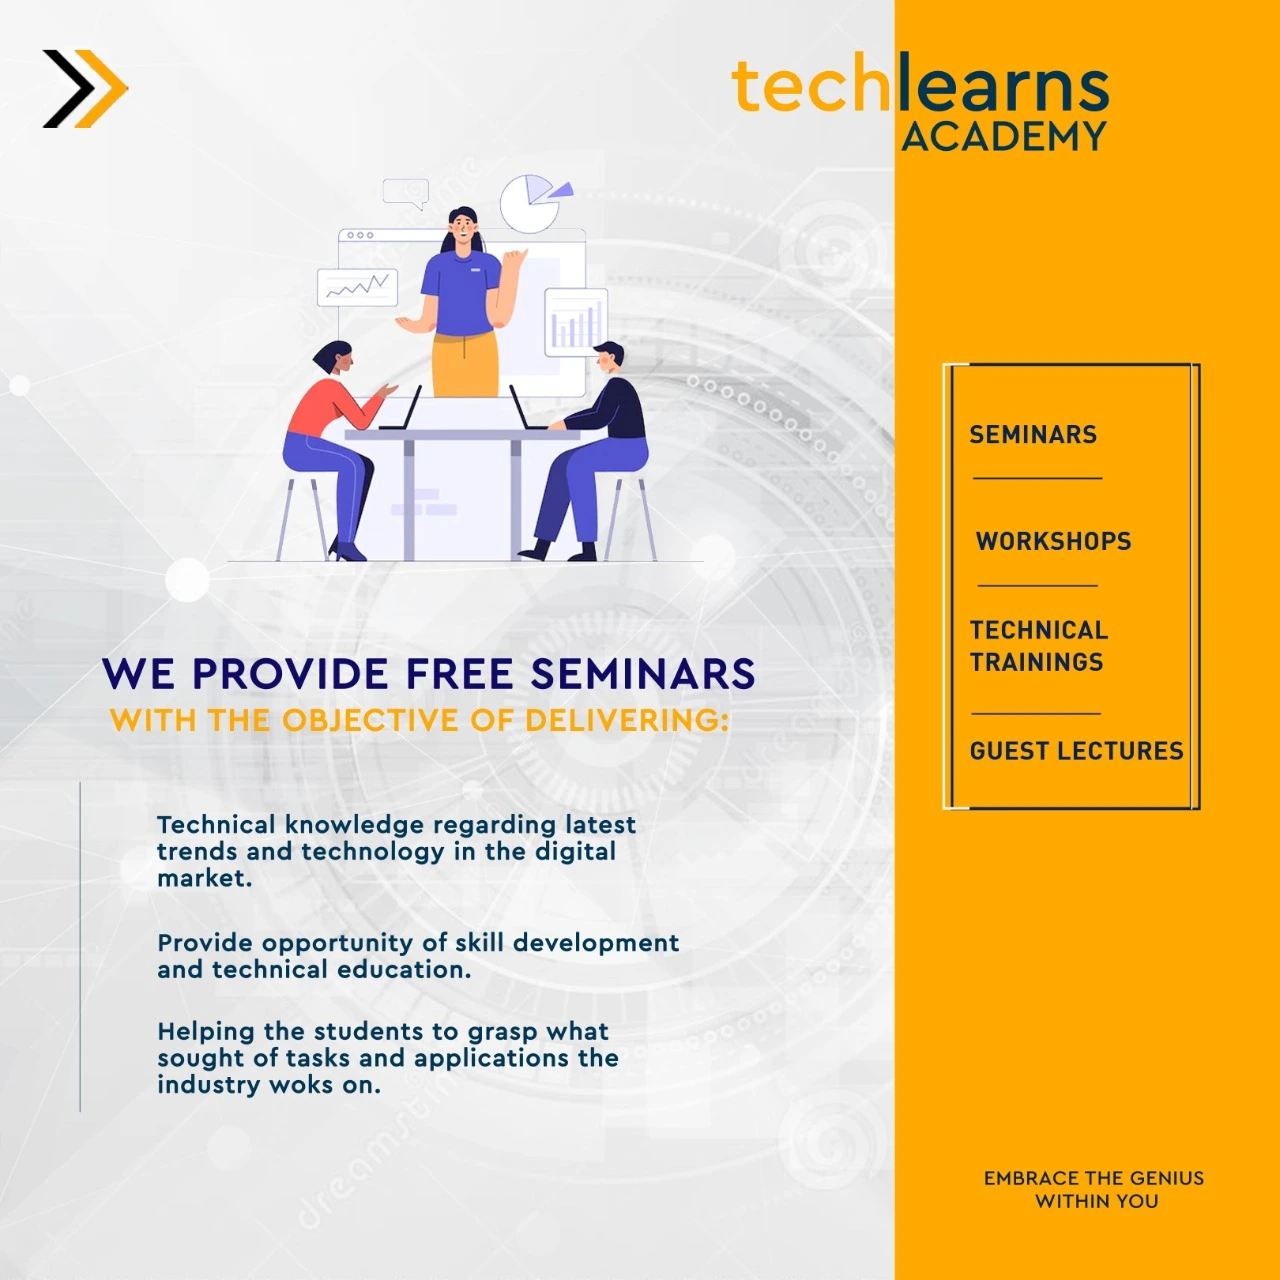 techlearns
ACADEMY
WE PROVIDE FREE SEMINARS
WITH THE OBJECTIVE OF DELIVERING:
Technical knowledge regarding latest
trends and technology in the digital
market.
Provide opportunity of skill development
and technical education.
Helping the students to grasp what
sought of tasks and applications the
industry woks on.
SEMINARS
WORKSHOPS
TECHNICAL
TRAININGS
GUEST LECTURES
EMBRACE THE GENIUS
WITHIN YOU
dreamstime